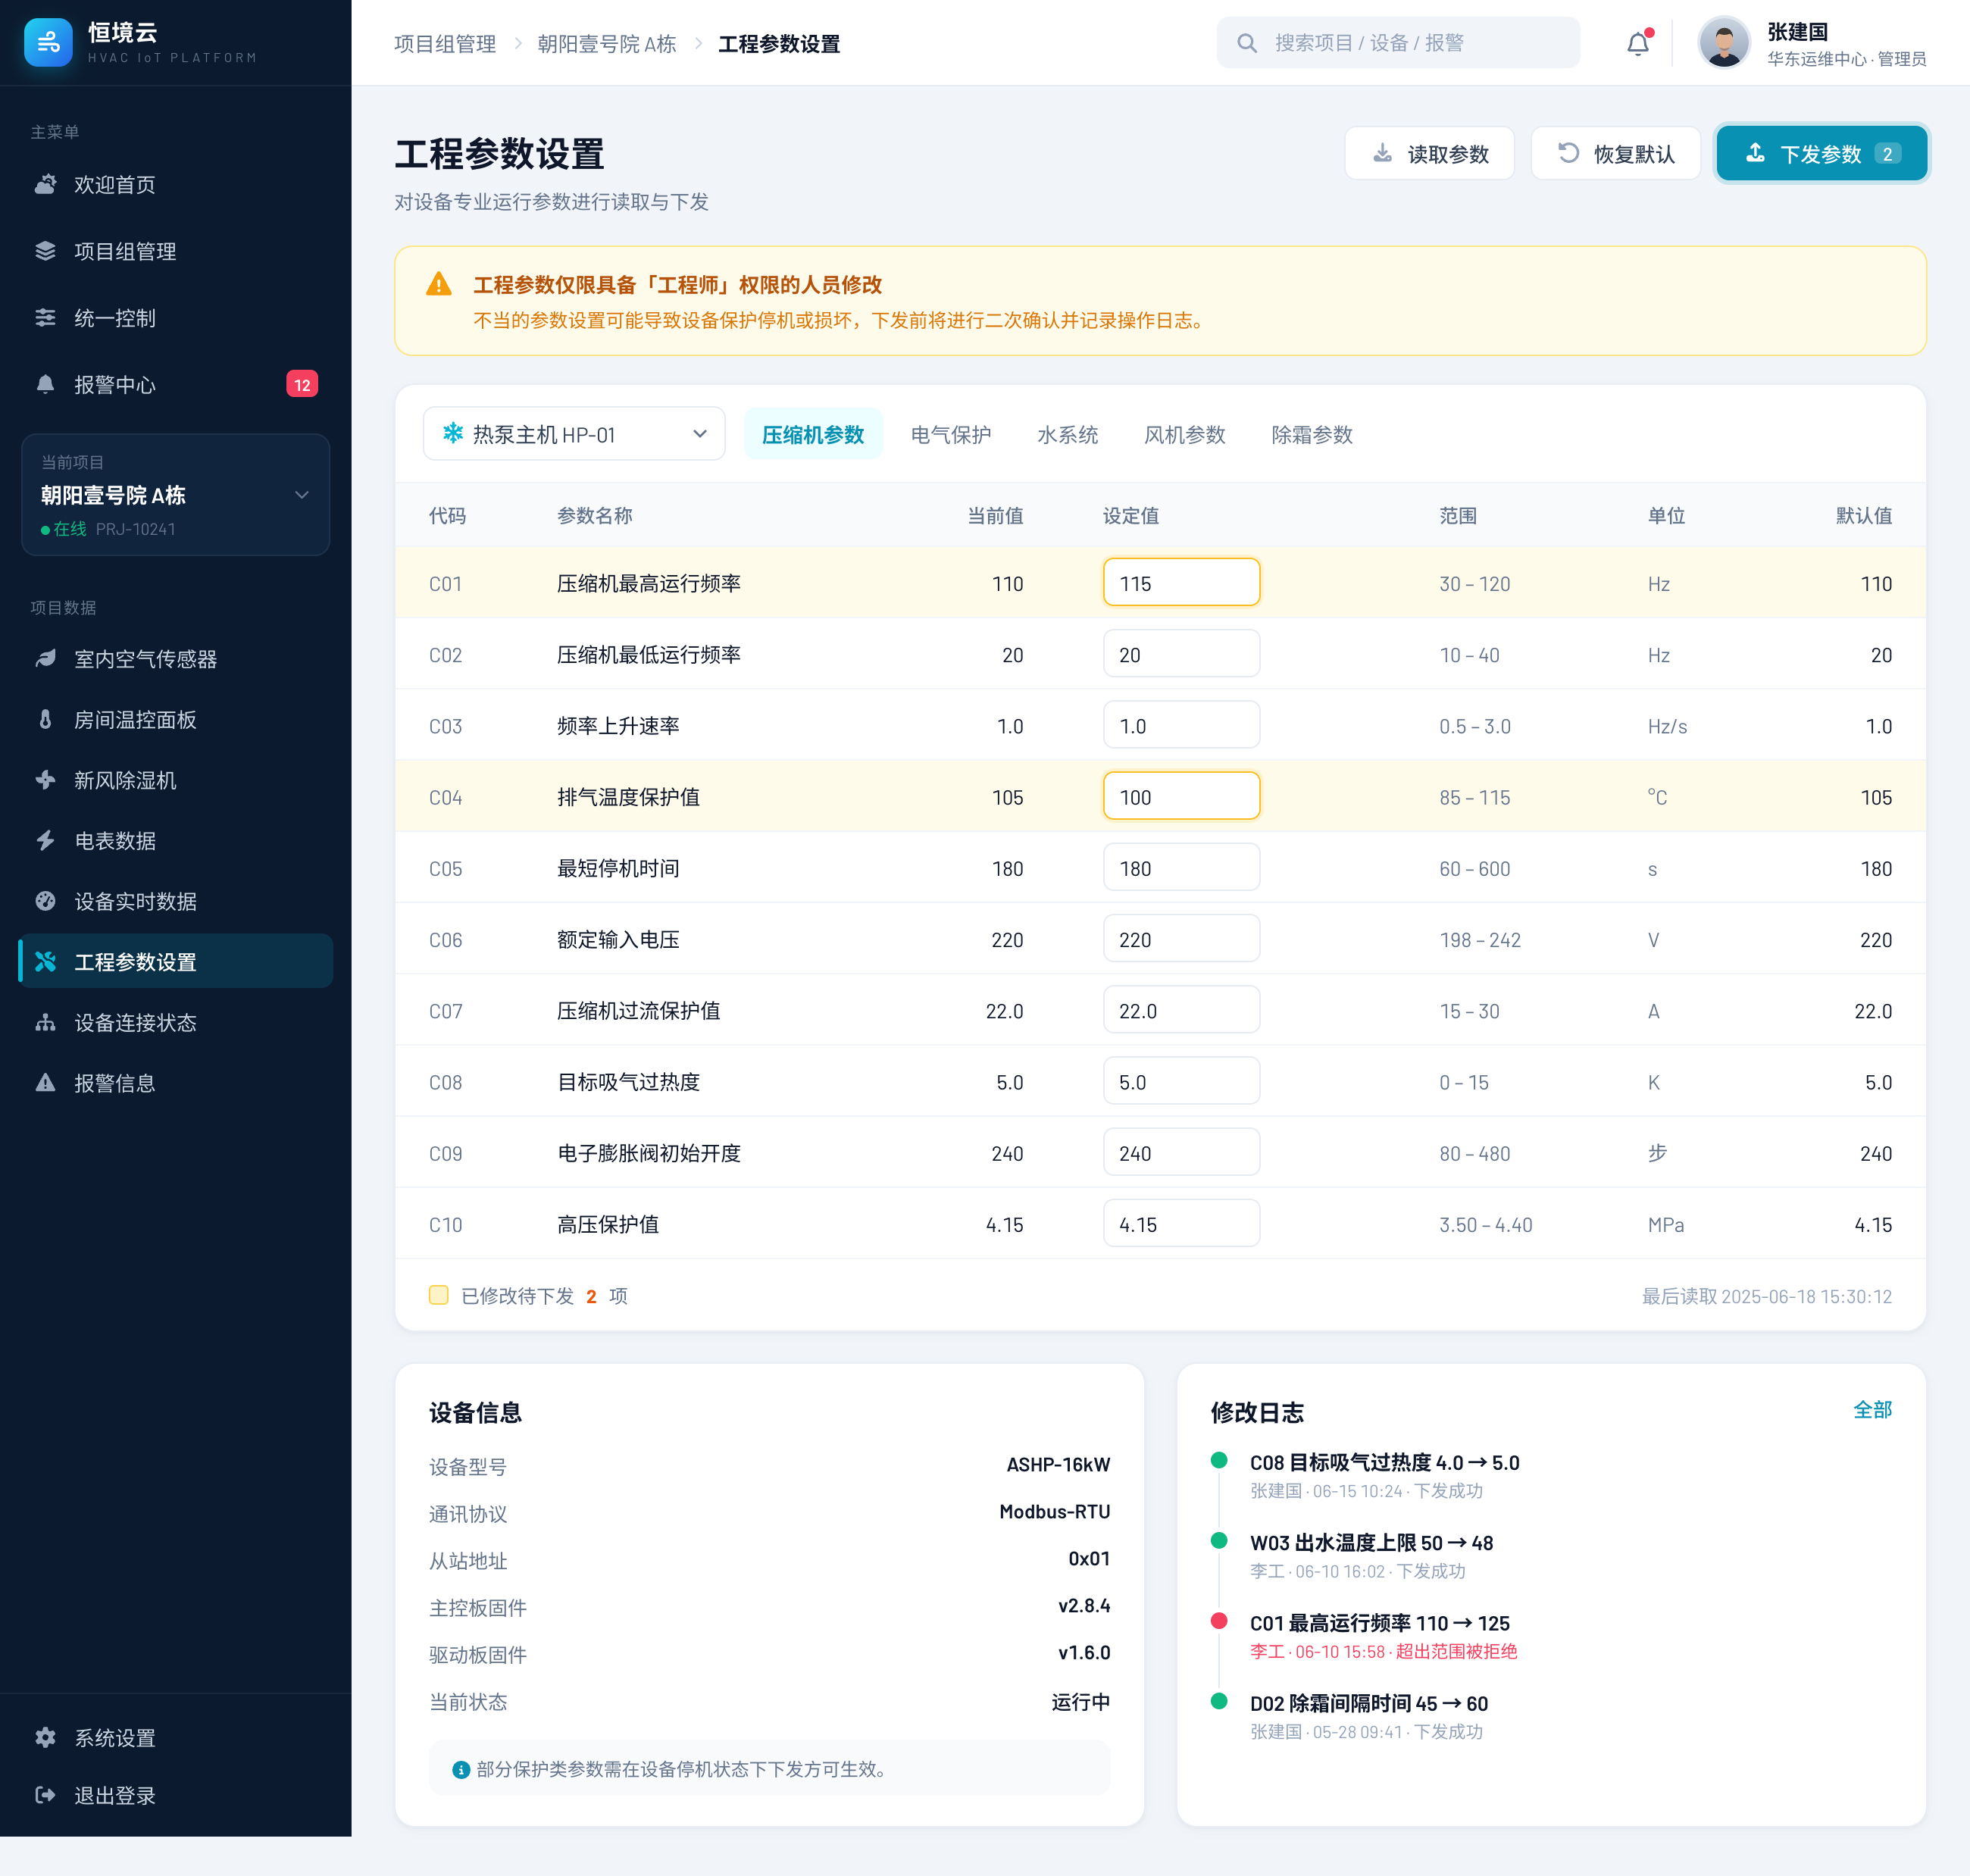 恒境云
HVAC IoT PLATFORM
主菜单
欢迎首页
项目组管理
统一控制
报警中心 12
当前项目
朝阳壹号院 A栋
在线 PRJ-10241
项目数据
室内空气传感器
房间温控面板
新风除湿机
电表数据
设备实时数据
工程参数设置
设备连接状态
报警信息
系统设置
退出登录
项目组管理 朝阳壹号院 A栋 工程参数设置
搜索项目 / 设备 / 报警
张建国
华东运维中心 · 管理员
工程参数设置
对设备专业运行参数进行读取与下发
读取参数 恢复默认 下发参数 2
工程参数仅限具备「工程师」权限的人员修改
不当的参数设置可能导致设备保护停机或损坏，下发前将进行二次确认并记录操作日志。
热泵主机 HP-01 压缩机参数 电气保护 水系统 风机参数 除霜参数
代码 参数名称 当前值 设定值 范围 单位 默认值
C01 压缩机最高运行频率 110 115 30 – 120 Hz 110
C02 压缩机最低运行频率 20 20 10 – 40 Hz 20
C03 频率上升速率 1.0 1.0 0.5 – 3.0 Hz/s 1.0
C04 排气温度保护值 105 100 85 – 115 °C 105
C05 最短停机时间 180 180 60 – 600 s 180
C06 额定输入电压 220 220 198 – 242 V 220
C07 压缩机过流保护值 22.0 22.0 15 – 30 A 22.0
C08 目标吸气过热度 5.0 5.0 0 – 15 K 5.0
C09 电子膨胀阀初始开度 240 240 80 – 480 步 240
C10 高压保护值 4.15 4.15 3.50 – 4.40 MPa 4.15
已修改待下发 2 项
最后读取 2025-06-18 15:30:12
设备信息
设备型号 ASHP-16kW
通讯协议 Modbus-RTU
从站地址 0x01
主控板固件 v2.8.4
驱动板固件 v1.6.0
当前状态 运行中
部分保护类参数需在设备停机状态下下发方可生效。
修改日志 全部
C08 目标吸气过热度 4.0 → 5.0
张建国 · 06-15 10:24 · 下发成功
W03 出水温度上限 50 → 48
李工 · 06-10 16:02 · 下发成功
C01 最高运行频率 110 → 125
李工 · 06-10 15:58 · 超出范围被拒绝
D02 除霜间隔时间 45 → 60
张建国 · 05-28 09:41 · 下发成功